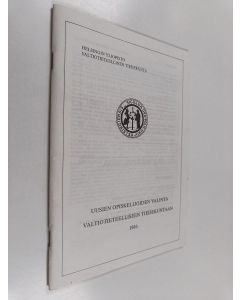 HELSINGIN YLIOPISTO
VALTIOTIETEELLINEN TIEDEKUNTA
UUSIEN OPISKELIJOIDEN VALINTA
VALTIOTIETEELLISEEN TIEDEKUNTAAN